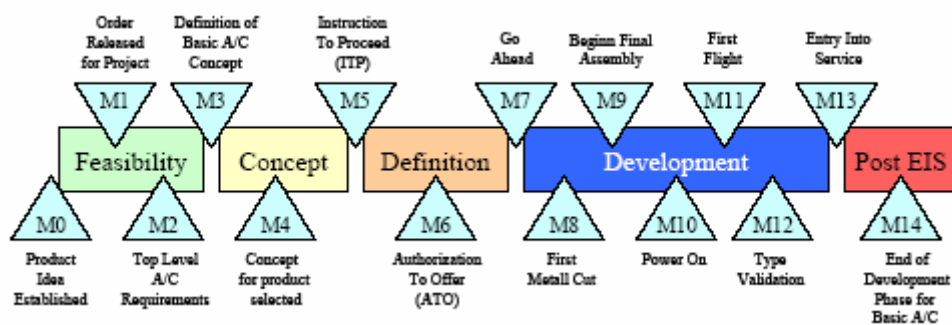 Order
Released
for Project
Definition of
Basic A/C
Concept
Instruction
To Proceed
(ITP)
Go
Ahead
Beginn Final
Assembly
First
Flight
Entry Into
Service
M1
M3
M5
M7
M9
M11
M13
Feasibility
Concept
Definition
Development
Post EIS
M0
M2
M4
M6
M8
M10
M12
M14
Product
Idea
Established
Top Level
A/C
Requirements
Concept
for product
selected
Authorization
To Offer
(ATO)
First
Metall Cut
Power On
Type
Validation
End of
Development
Phase for
Basic A/C